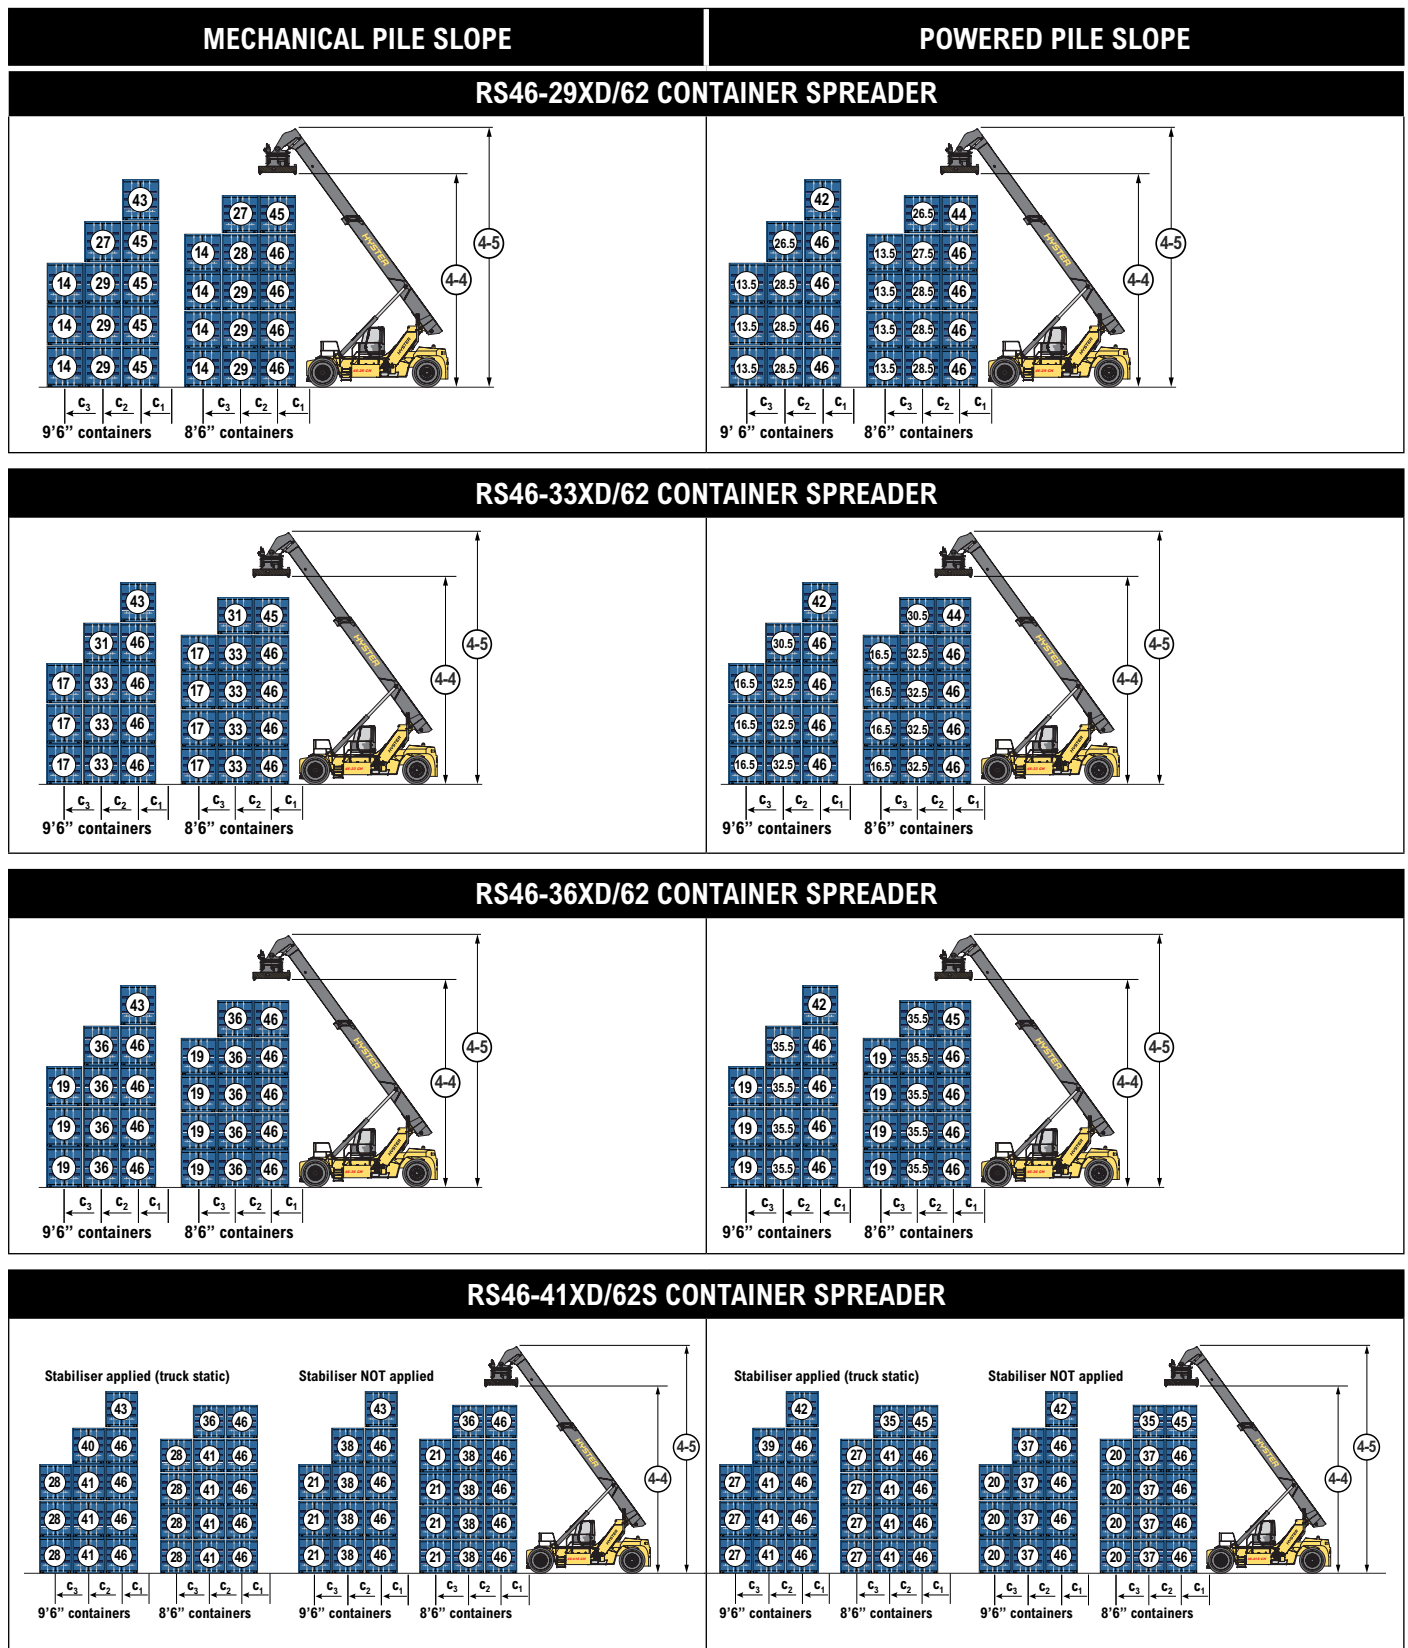 MECHANICAL PILE SLOPE
POWERED PILE SLOPE
RS46-29XD/62 CONTAINER SPREADER
43
27 45
14 29 45
14 29 45
14 29 45
C3 C2 C1
9'6'' containers
27 45
14 28 46
14 29 46
14 29 46
14 29 46
C3 C2 C1
8'6'' containers
HYSTER
HYSTER
4-5
4-4
42
26.5 46
13.5 28.5 46
13.5 28.5 46
13.5 28.5 46
C3 C2 C1
9' 6'' containers
26.5 44
13.5 27.5 46
13.5 28.5 46
13.5 28.5 46
13.5 28.5 46
C3 C2 C1
8'6'' containers
HYSTER
HYSTER
4-5
4-4
RS46-33XD/62 CONTAINER SPREADER
43
31 46
17 33 46
17 33 46
17 33 46
C3 C2 C1
9'6'' containers
31 45
17 33 46
17 33 46
17 33 46
17 33 46
C3 C2 C1
8'6'' containers
HYSTER
HYSTER
4-5
4-4
42
30.5 46
16.5 32.5 46
16.5 32.5 46
16.5 32.5 46
C3 C2 C1
9'6'' containers
30.5 44
16.5 32.5 46
16.5 32.5 46
16.5 32.5 46
16.5 32.5 46
C3 C2 C1
8'6'' containers
HYSTER
HYSTER
4-5
4-4
RS46-36XD/62 CONTAINER SPREADER
43
36 46
19 36 46
19 36 46
19 36 46
C3 C2 C1
9'6'' containers
36 46
19 36 46
19 36 46
19 36 46
19 36 46
C3 C2 C1
8'6'' containers
HYSTER
HYSTER
4-5
4-4
42
35.5 46
19 35.5 46
19 35.5 46
19 35.5 46
C3 C2 C1
9'6'' containers
35.5 45
19 35.5 46
19 35.5 46
19 35.5 46
19 35.5 46
C3 C2 C1
8'6'' containers
HYSTER
HYSTER
4-5
4-4
RS46-41XD/62S CONTAINER SPREADER
Stabiliser applied (truck static)
43
40 46
28 41 46
28 41 46
28 41 46
C3 C2 C1
9'6'' containers
36 46
28 41 46
28 41 46
28 41 46
28 41 46
C3 C2 C1
8'6'' containers
Stabiliser NOT applied
43
38 46
21 38 46
21 38 46
21 38 46
C3 C2 C1
9'6'' containers
36 46
21 38 46
21 38 46
21 38 46
21 38 46
C3 C2 C1
8'6'' containers
HYSTER
HYSTER
4-5
4-4
Stabiliser applied (truck static)
42
39 46
27 41 46
27 41 46
27 41 46
C3 C2 C1
9'6'' containers
35 45
27 41 46
27 41 46
27 41 46
27 41 46
C3 C2 C1
8'6'' containers
Stabiliser NOT applied
42
37 46
20 37 46
20 37 46
20 37 46
C3 C2 C1
9'6'' containers
35 45
20 37 46
20 37 46
20 37 46
20 37 46
C3 C2 C1
8'6'' containers
HYSTER
HYSTER
4-5
4-4